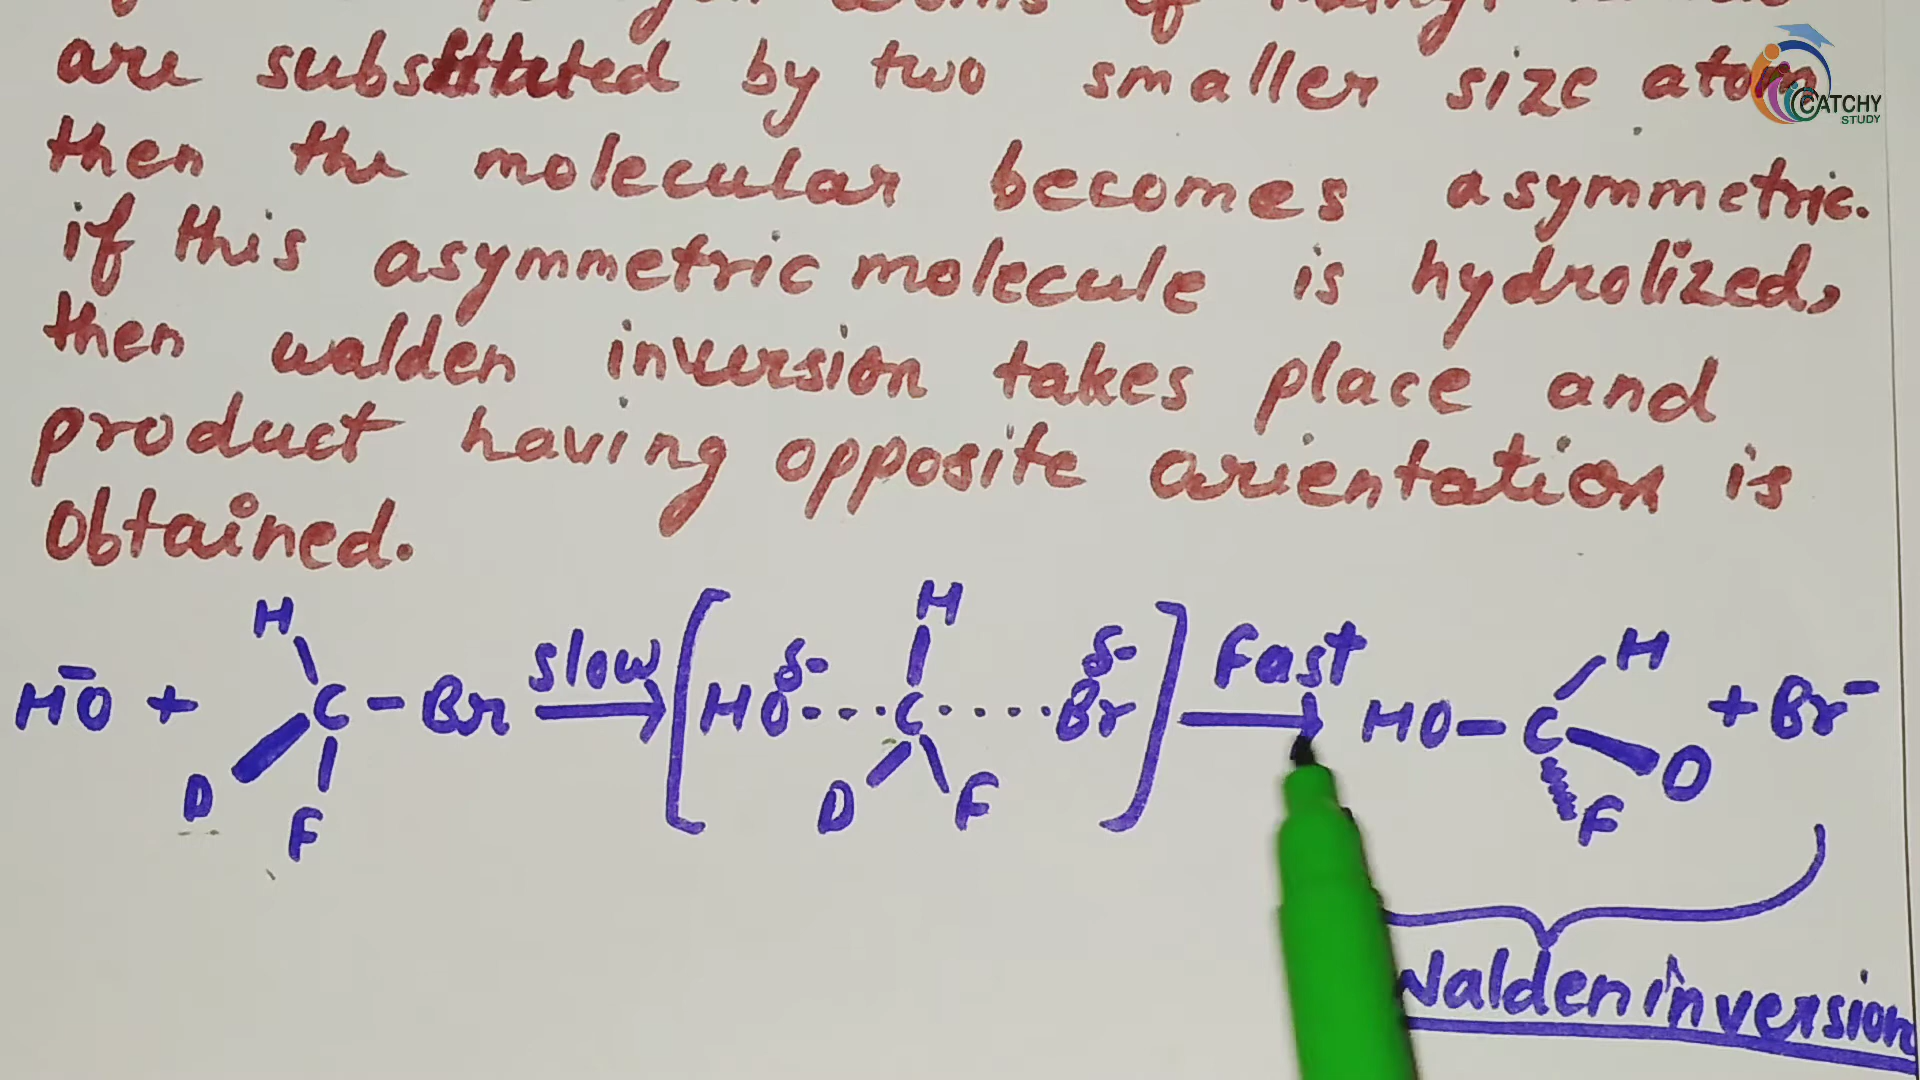 are substituted by two smaller size atom
then the molecular becomes asymmetric.
if this asymmetric molecule is hydrolized,
then walden inversion takes place and
product having opposite orientation is
obtained.
HŌ + H C - Br D F slow [ HO δ- ... C .... Br δ- H D F ] Fast HO - C H O F + Br⁻
Walden inversion
CATCHY
STUDY